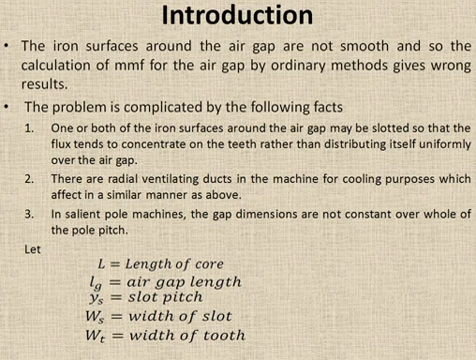 Introduction
• The iron surfaces around the air gap are not smooth and so the
calculation of mmf for the air gap by ordinary methods gives wrong
results.
• The problem is complicated by the following facts
1. One or both of the iron surfaces around the air gap may be slotted so that the
flux tends to concentrate on the teeth rather than distributing itself uniformly
over the air gap.
2. There are radial ventilating ducts in the machine for cooling purposes which
affect in a similar manner as above.
3. In salient pole machines, the gap dimensions are not constant over whole of
the pole pitch.
Let
L = Length of core
l_g = air gap length
y_s = slot pitch
W_s = width of slot
W_t = width of tooth